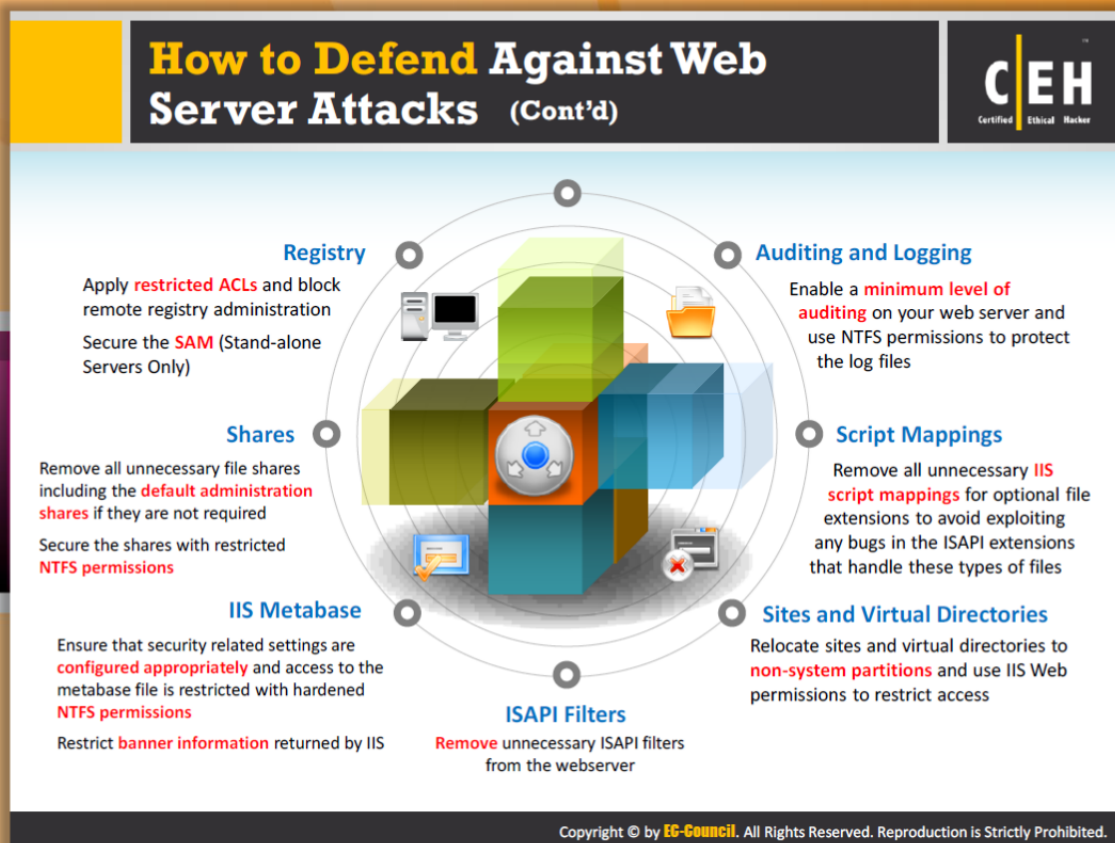 How to Defend Against Web
Server Attacks (Cont'd)
C|EH
TM
Certified Ethical Hacker
Registry
Apply restricted ACLs and block
remote registry administration
Secure the SAM (Stand-alone
Servers Only)
Shares
Remove all unnecessary file shares
including the default administration
shares if they are not required
Secure the shares with restricted
NTFS permissions
IIS Metabase
Ensure that security related settings are
configured appropriately and access to the
metabase file is restricted with hardened
NTFS permissions
Restrict banner information returned by IIS
ISAPI Filters
Remove unnecessary ISAPI filters
from the webserver
Auditing and Logging
Enable a minimum level of
auditing on your web server and
use NTFS permissions to protect
the log files
Script Mappings
Remove all unnecessary IIS
script mappings for optional file
extensions to avoid exploiting
any bugs in the ISAPI extensions
that handle these types of files
Sites and Virtual Directories
Relocate sites and virtual directories to
non-system partitions and use IIS Web
permissions to restrict access
Copyright © by EC-Council. All Rights Reserved. Reproduction is Strictly Prohibited.